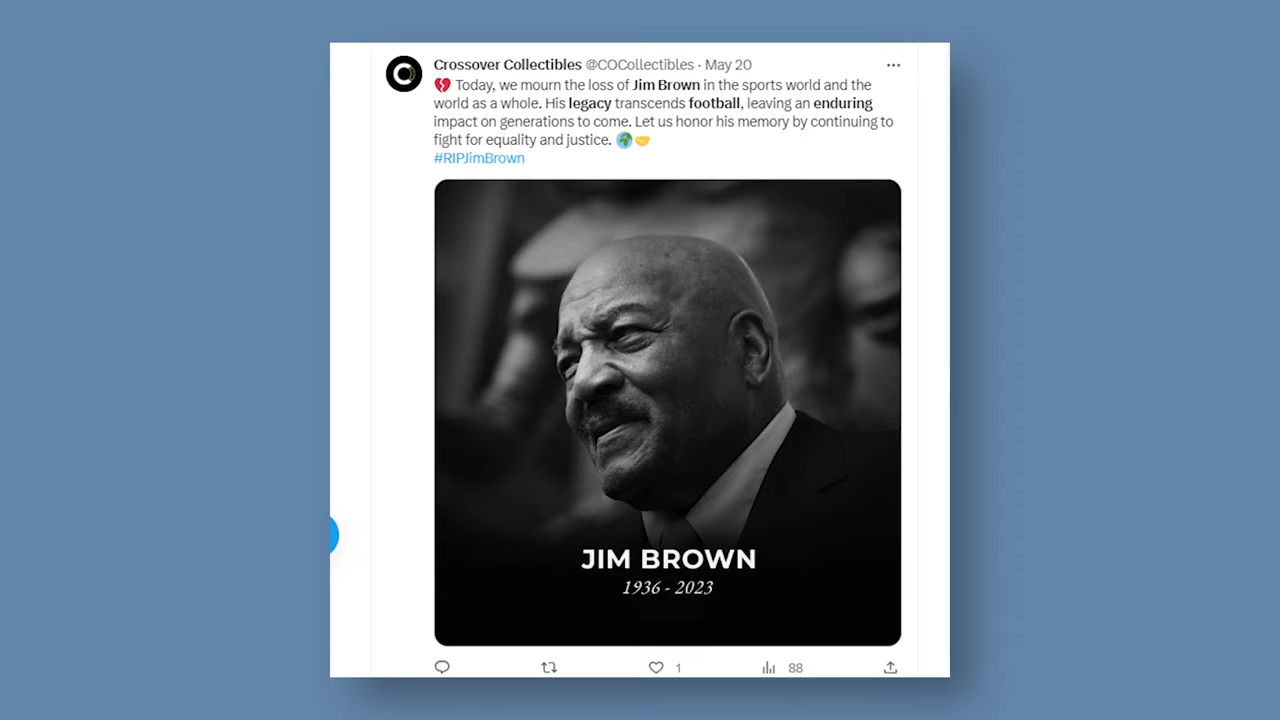 Crossover Collectibles @COCollectibles · May 20
💔 Today, we mourn the loss of Jim Brown in the sports world and the
world as a whole. His legacy transcends football, leaving an enduring
impact on generations to come. Let us honor his memory by continuing to
fight for equality and justice. 🌍🤝
#RIPJimBrown
JIM BROWN
1936 - 2023
1 88